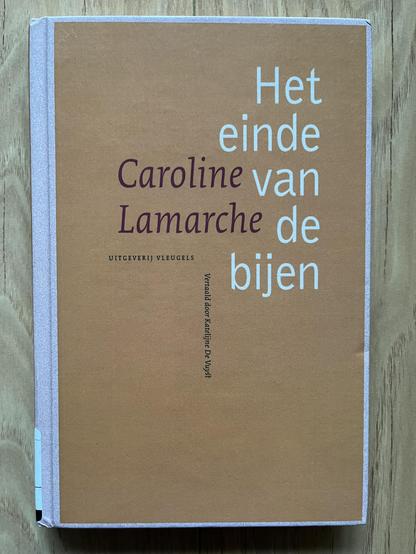 Het
einde
van
de
bijen
Caroline
Lamarche
UITGEVERIJ VLEUGELS
Vertaald door Katelijne De Vuyst